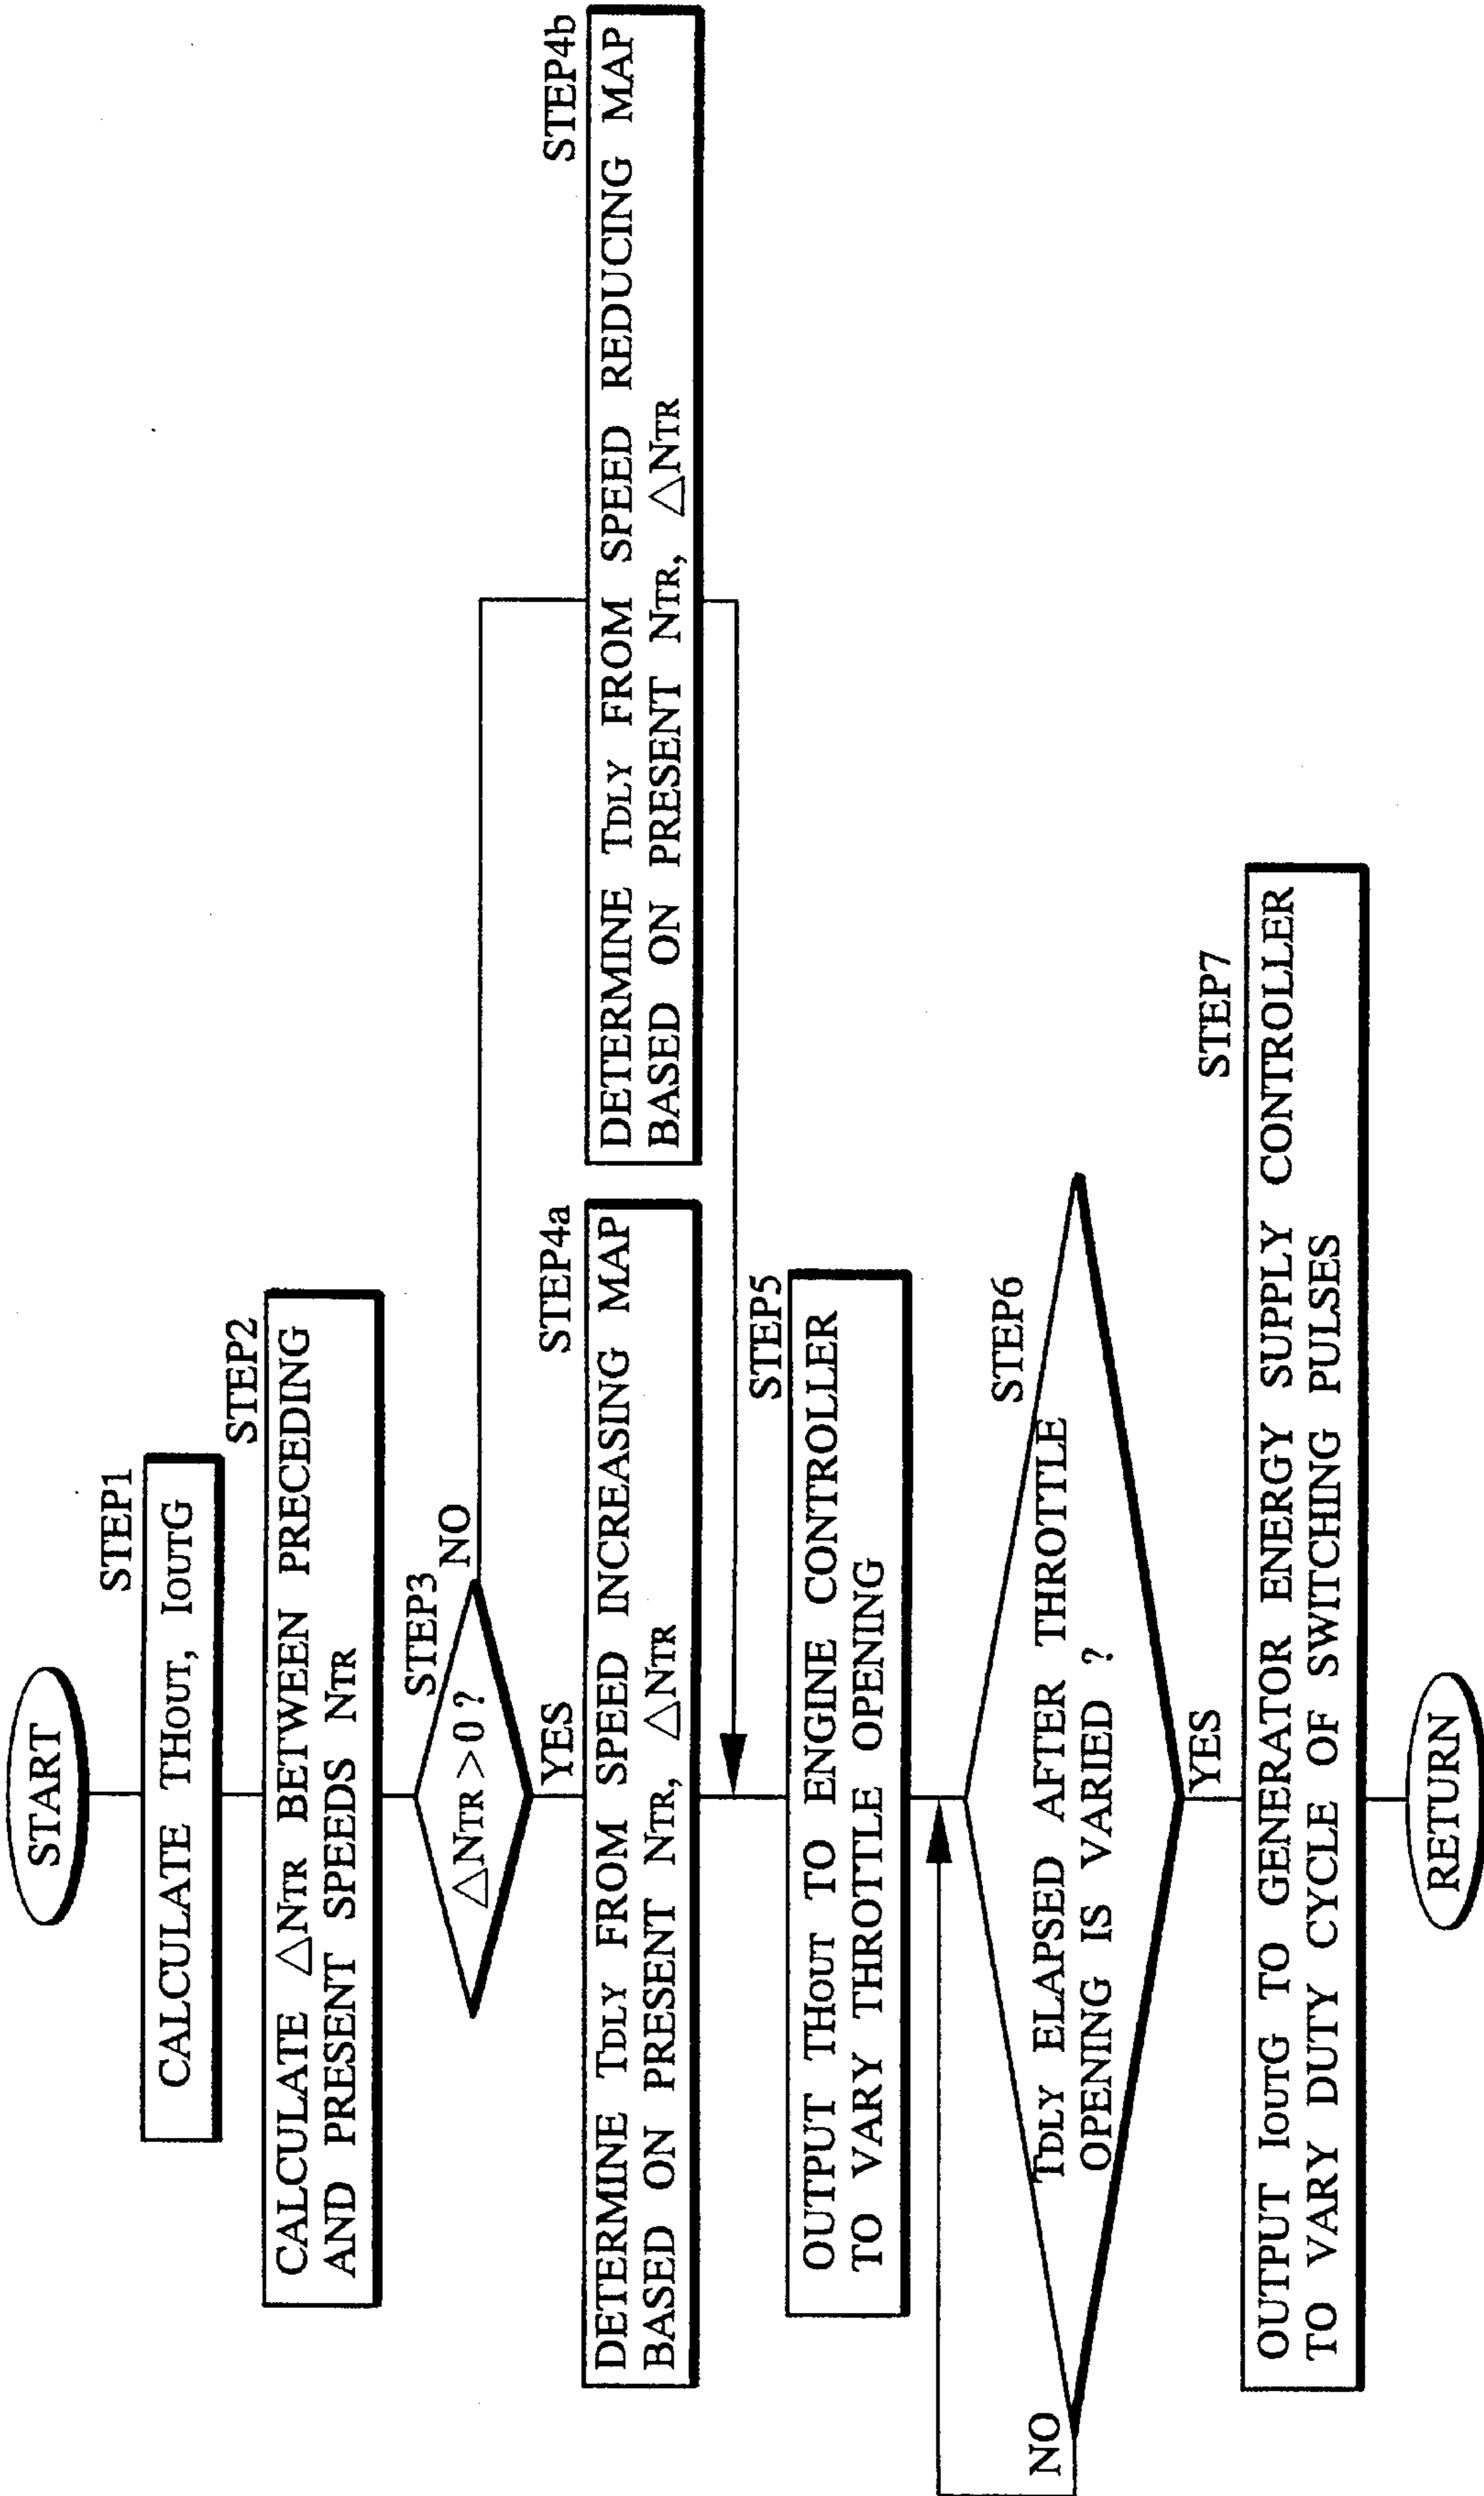 START
STEP1
CALCULATE THOUT, IOUTG
STEP2
CALCULATE △NTR BETWEEN PRECEDING
AND PRESENT SPEEDS NTR
STEP3
△NTR >0?
NO
YES
STEP4a
DETERMINE TDLY FROM SPEED INCREASING MAP
BASED ON PRESENT NTR, △NTR
STEP4b
DETERMINE TDLY FROM SPEED REDUCING MAP
BASED ON PRESENT NTR, △NTR
STEP5
OUTPUT THOUT TO ENGINE CONTROLLER
TO VARY THROTTLE OPENING
STEP6
TDLY ELAPSED AFTER THROTTLE
OPENING IS VARIED ?
NO
YES
STEP7
OUTPUT IOUTG TO GENERATOR ENERGY SUPPLY CONTROLLER
TO VARY DUTY CYCLE OF SWITCHING PULSES
RETURN